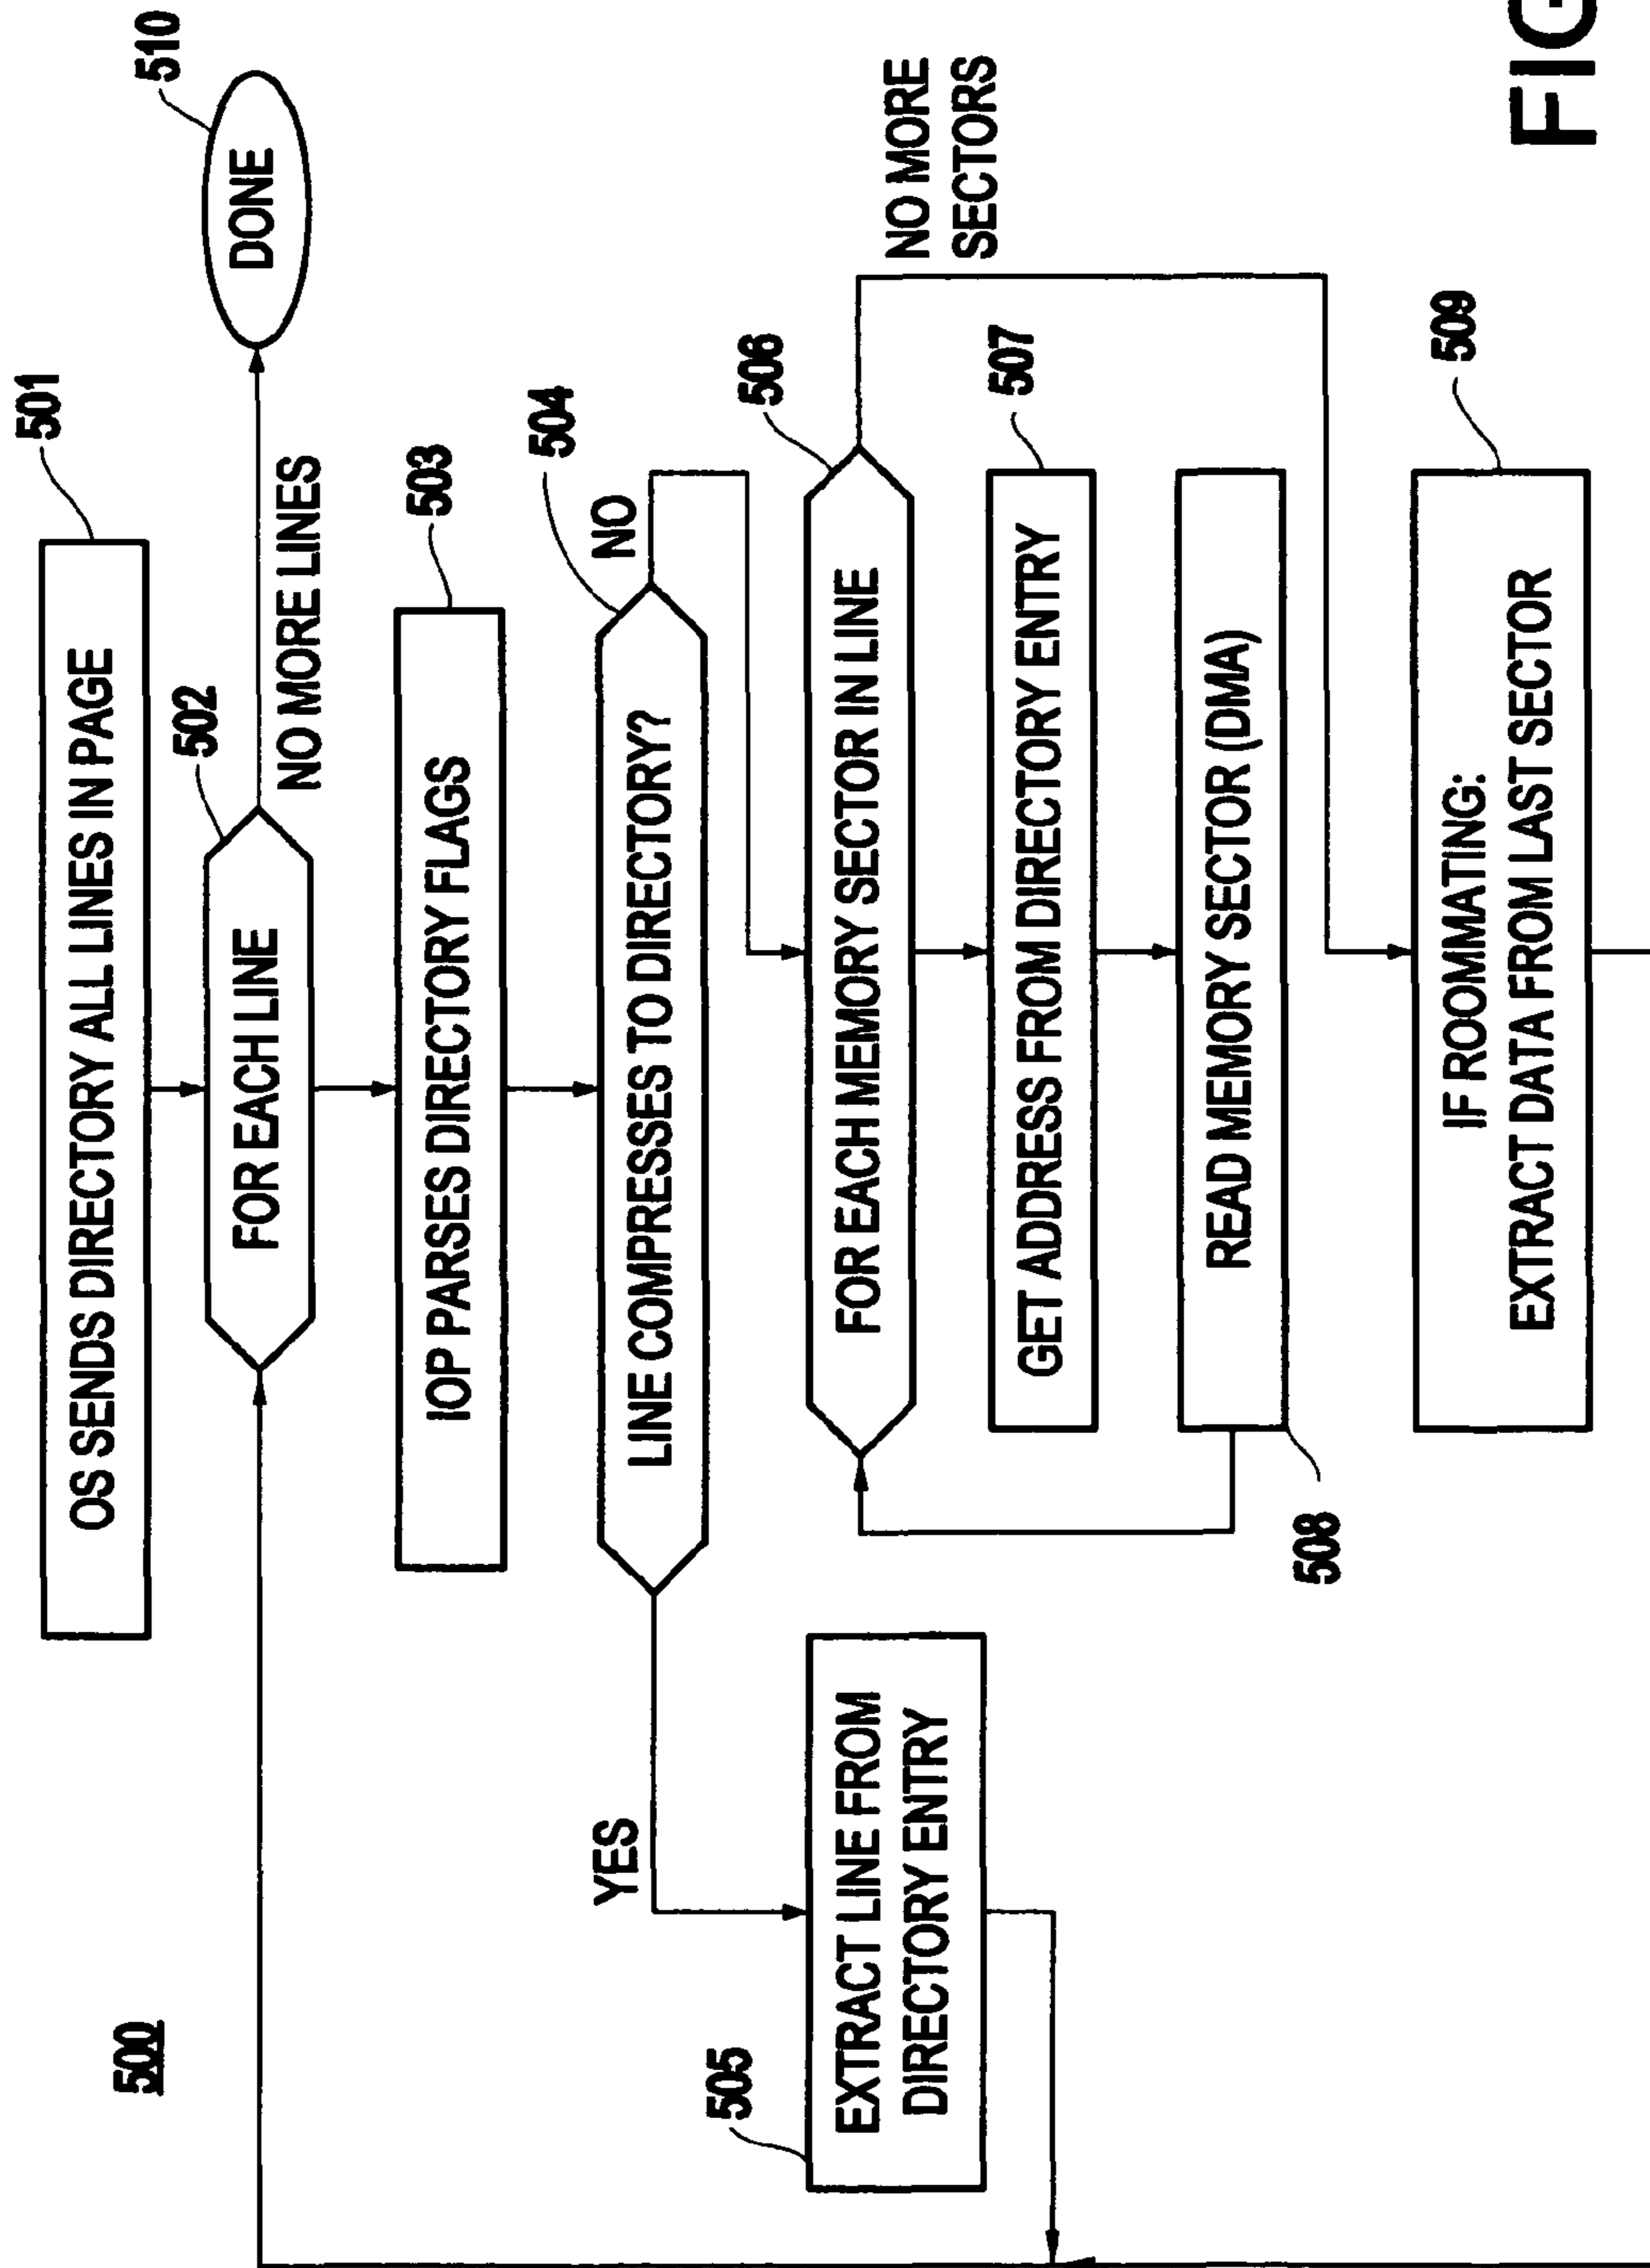 500
OS SENDS DIRECTORY ALL LINES IN PAGE
501
FOR EACH LINE
502
NO MORE LINES
DONE
510
IOP PARSES DIRECTORY FLAGS
503
LINE COMPRESSES TO DIRECTORY?
504
YES
NO
505
EXTRACT LINE FROM
DIRECTORY ENTRY
FOR EACH MEMORY SECTOR IN LINE
506
NO MORE
SECTORS
GET ADDRESS FROM DIRECTORY ENTRY
507
READ MEMORY SECTOR (DMA)
508
IF ROOMMATING:
EXTRACT DATA FROM LAST SECTOR
509